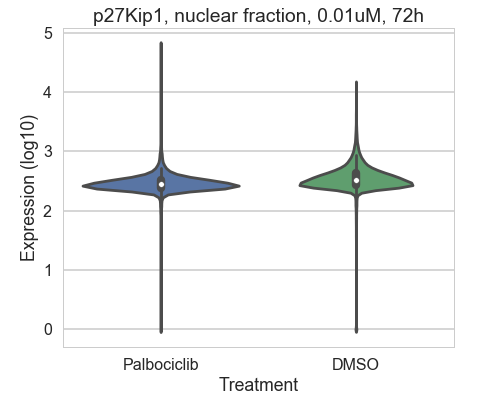 p27Kip1, nuclear fraction, 0.01uM, 72h
5
4
3
2
1
0
Expression (log10)
Palbociclib
DMSO
Treatment